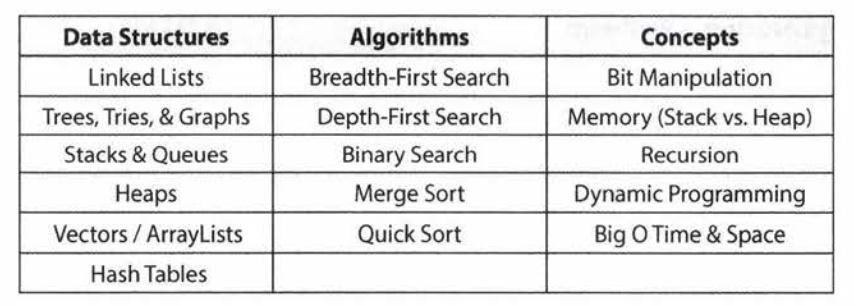 Data Structures Algorithms Concepts
Linked Lists Breadth-First Search Bit Manipulation
Trees, Tries, & Graphs Depth-First Search Memory (Stack vs. Heap)
Stacks & Queues Binary Search Recursion
Heaps Merge Sort Dynamic Programming
Vectors / ArrayLists Quick Sort Big O Time & Space
Hash Tables